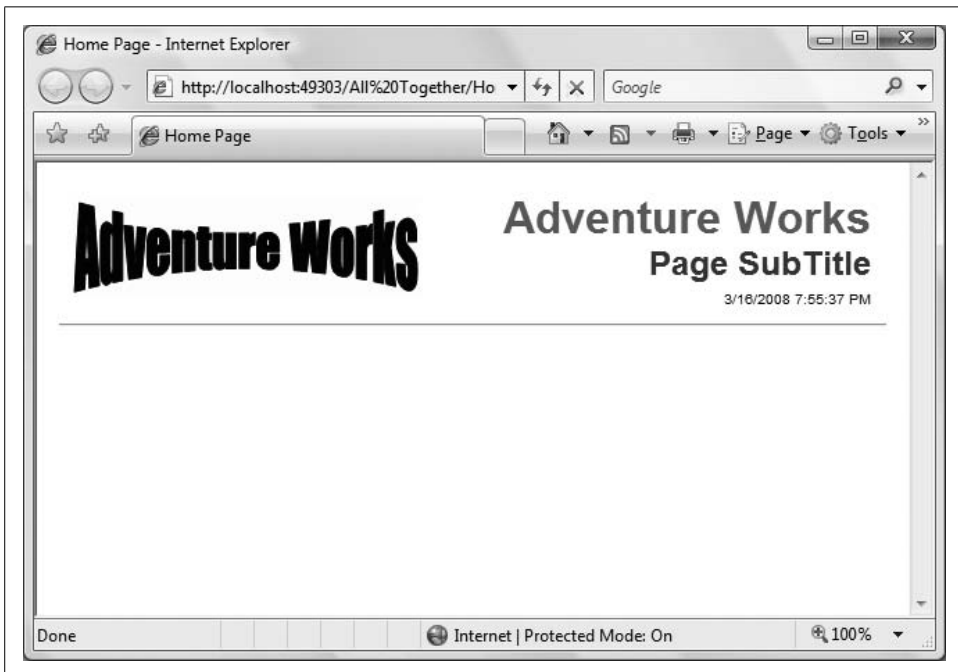 Home Page - Internet Explorer
http://localhost:49303/All%20Together/Ho
Google
Home Page
Page
Tools
Adventure Works
Adventure Works
Page SubTitle
3/16/2008 7:55:37 PM
Done
Internet | Protected Mode: On
100%